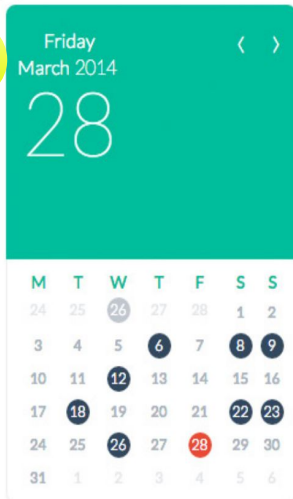 Friday
March 2014
28
M T W T F S S
24 25 26 27 28 1 2
3 4 5 6 7 8 9
10 11 12 13 14 15 16
17 18 19 20 21 22 23
24 25 26 27 28 29 30
31 1 2 3 4 5 6